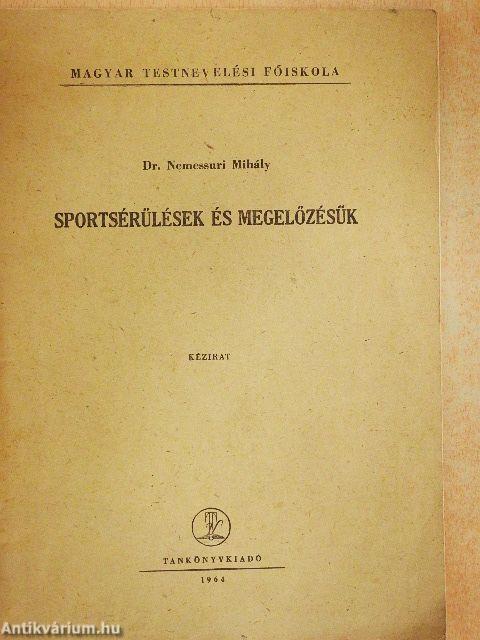 MAGYAR TESTNEVELÉSI FŐISKOLA
Dr. Nemessuri Mihály
SPORTSÉRÜLÉSEK ÉS MEGELŐZÉSÜK
KÉZIRAT
TANKÖNYVKIADÓ
1964
Antikvárium.hu